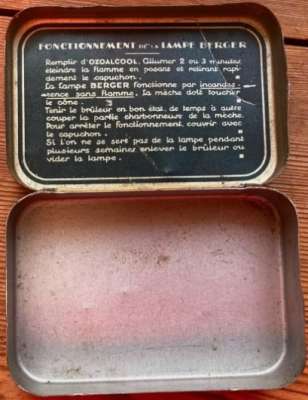 FONCTIONNEMENT DE LA LAMPE BERGER
Remplir d'OZOALCOOL. Allumer 2 ou 3 minutes
éteindre la flamme en posant et retirant rapi-
dement le capuchon.
La Lampe BERGER fonctionne par incandes-
cence sans flamme. La mèche doit toucher
le cône.
Tenir le brûleur en bon état. de temps à autre
couper la partie charbonneuse de la mèche.
Pour arrêter le fonctionnement, couvrir avec
le capuchon.
Si l'on ne se sert pas de la lampe pendant
plusieurs semaines enlever le brûleur ou
vider la lampe.